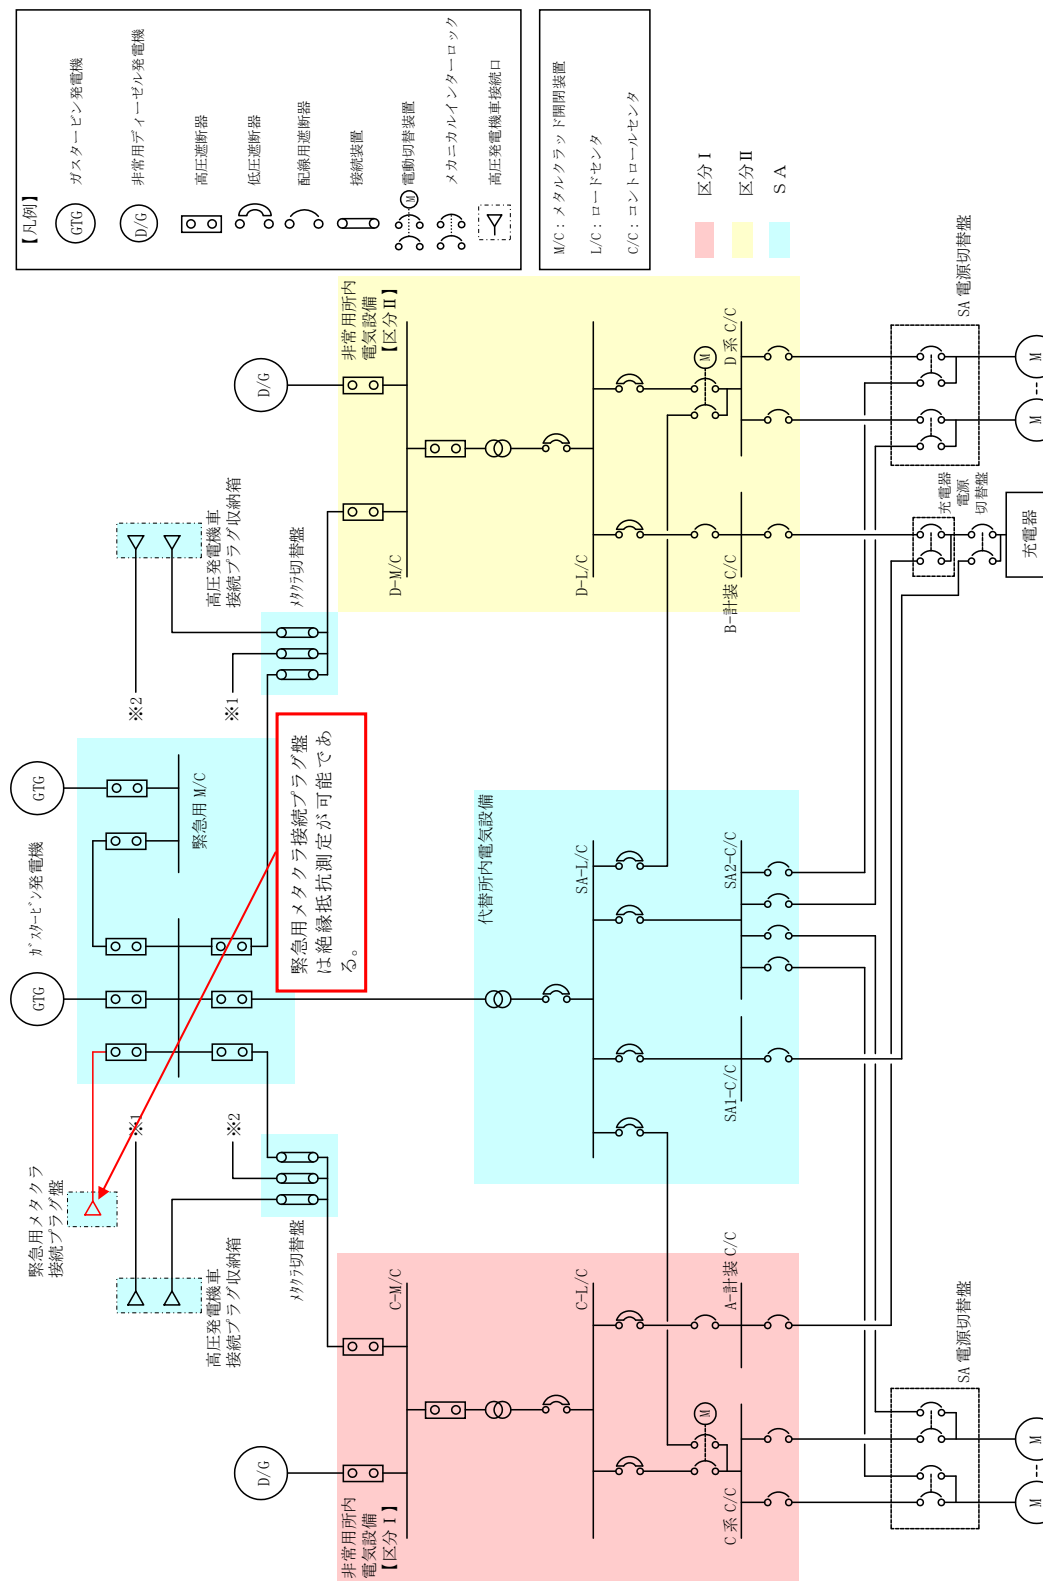 【凡例】
GTG
ガスタービン発電機
D/G
非常用ディーゼル発電機
高圧遮断器
低圧遮断器
配線用遮断器
接続装置
M
電動切替装置
メカニカルインターロック
高圧発電機車接続口
M/C：メタルクラッド開閉装置
L/C：ロードセンタ
C/C：コントロールセンタ
区分Ⅰ
区分Ⅱ
ＳＡ
緊急用メタクラ
接続プラグ盤
GTG
ｶﾞｽﾀｰﾋﾞﾝ発電機
GTG
緊急用 M/C
※1
※2
※2
※1
高圧発電機車
接続プラグ収納箱
高圧発電機車
接続プラグ収納箱
ﾒﾀｸﾗ切替盤
ﾒﾀｸﾗ切替盤
緊急用メタクラ接続プラグ盤
は絶縁抵抗測定が可能であ
る。
D/G
D/G
非常用所内
電気設備
【区分Ⅰ】
C-M/C
C-L/C
M
C系 C/C
A-計装 C/C
代替所内電気設備
SA-L/C
SA1-C/C
SA2-C/C
非常用所内
電気設備
【区分Ⅱ】
D-M/C
D-L/C
M
B-計装 C/C
D系 C/C
SA 電源切替盤
M
M
充電器
電源
切替盤
充電器
SA 電源切替盤
M
M